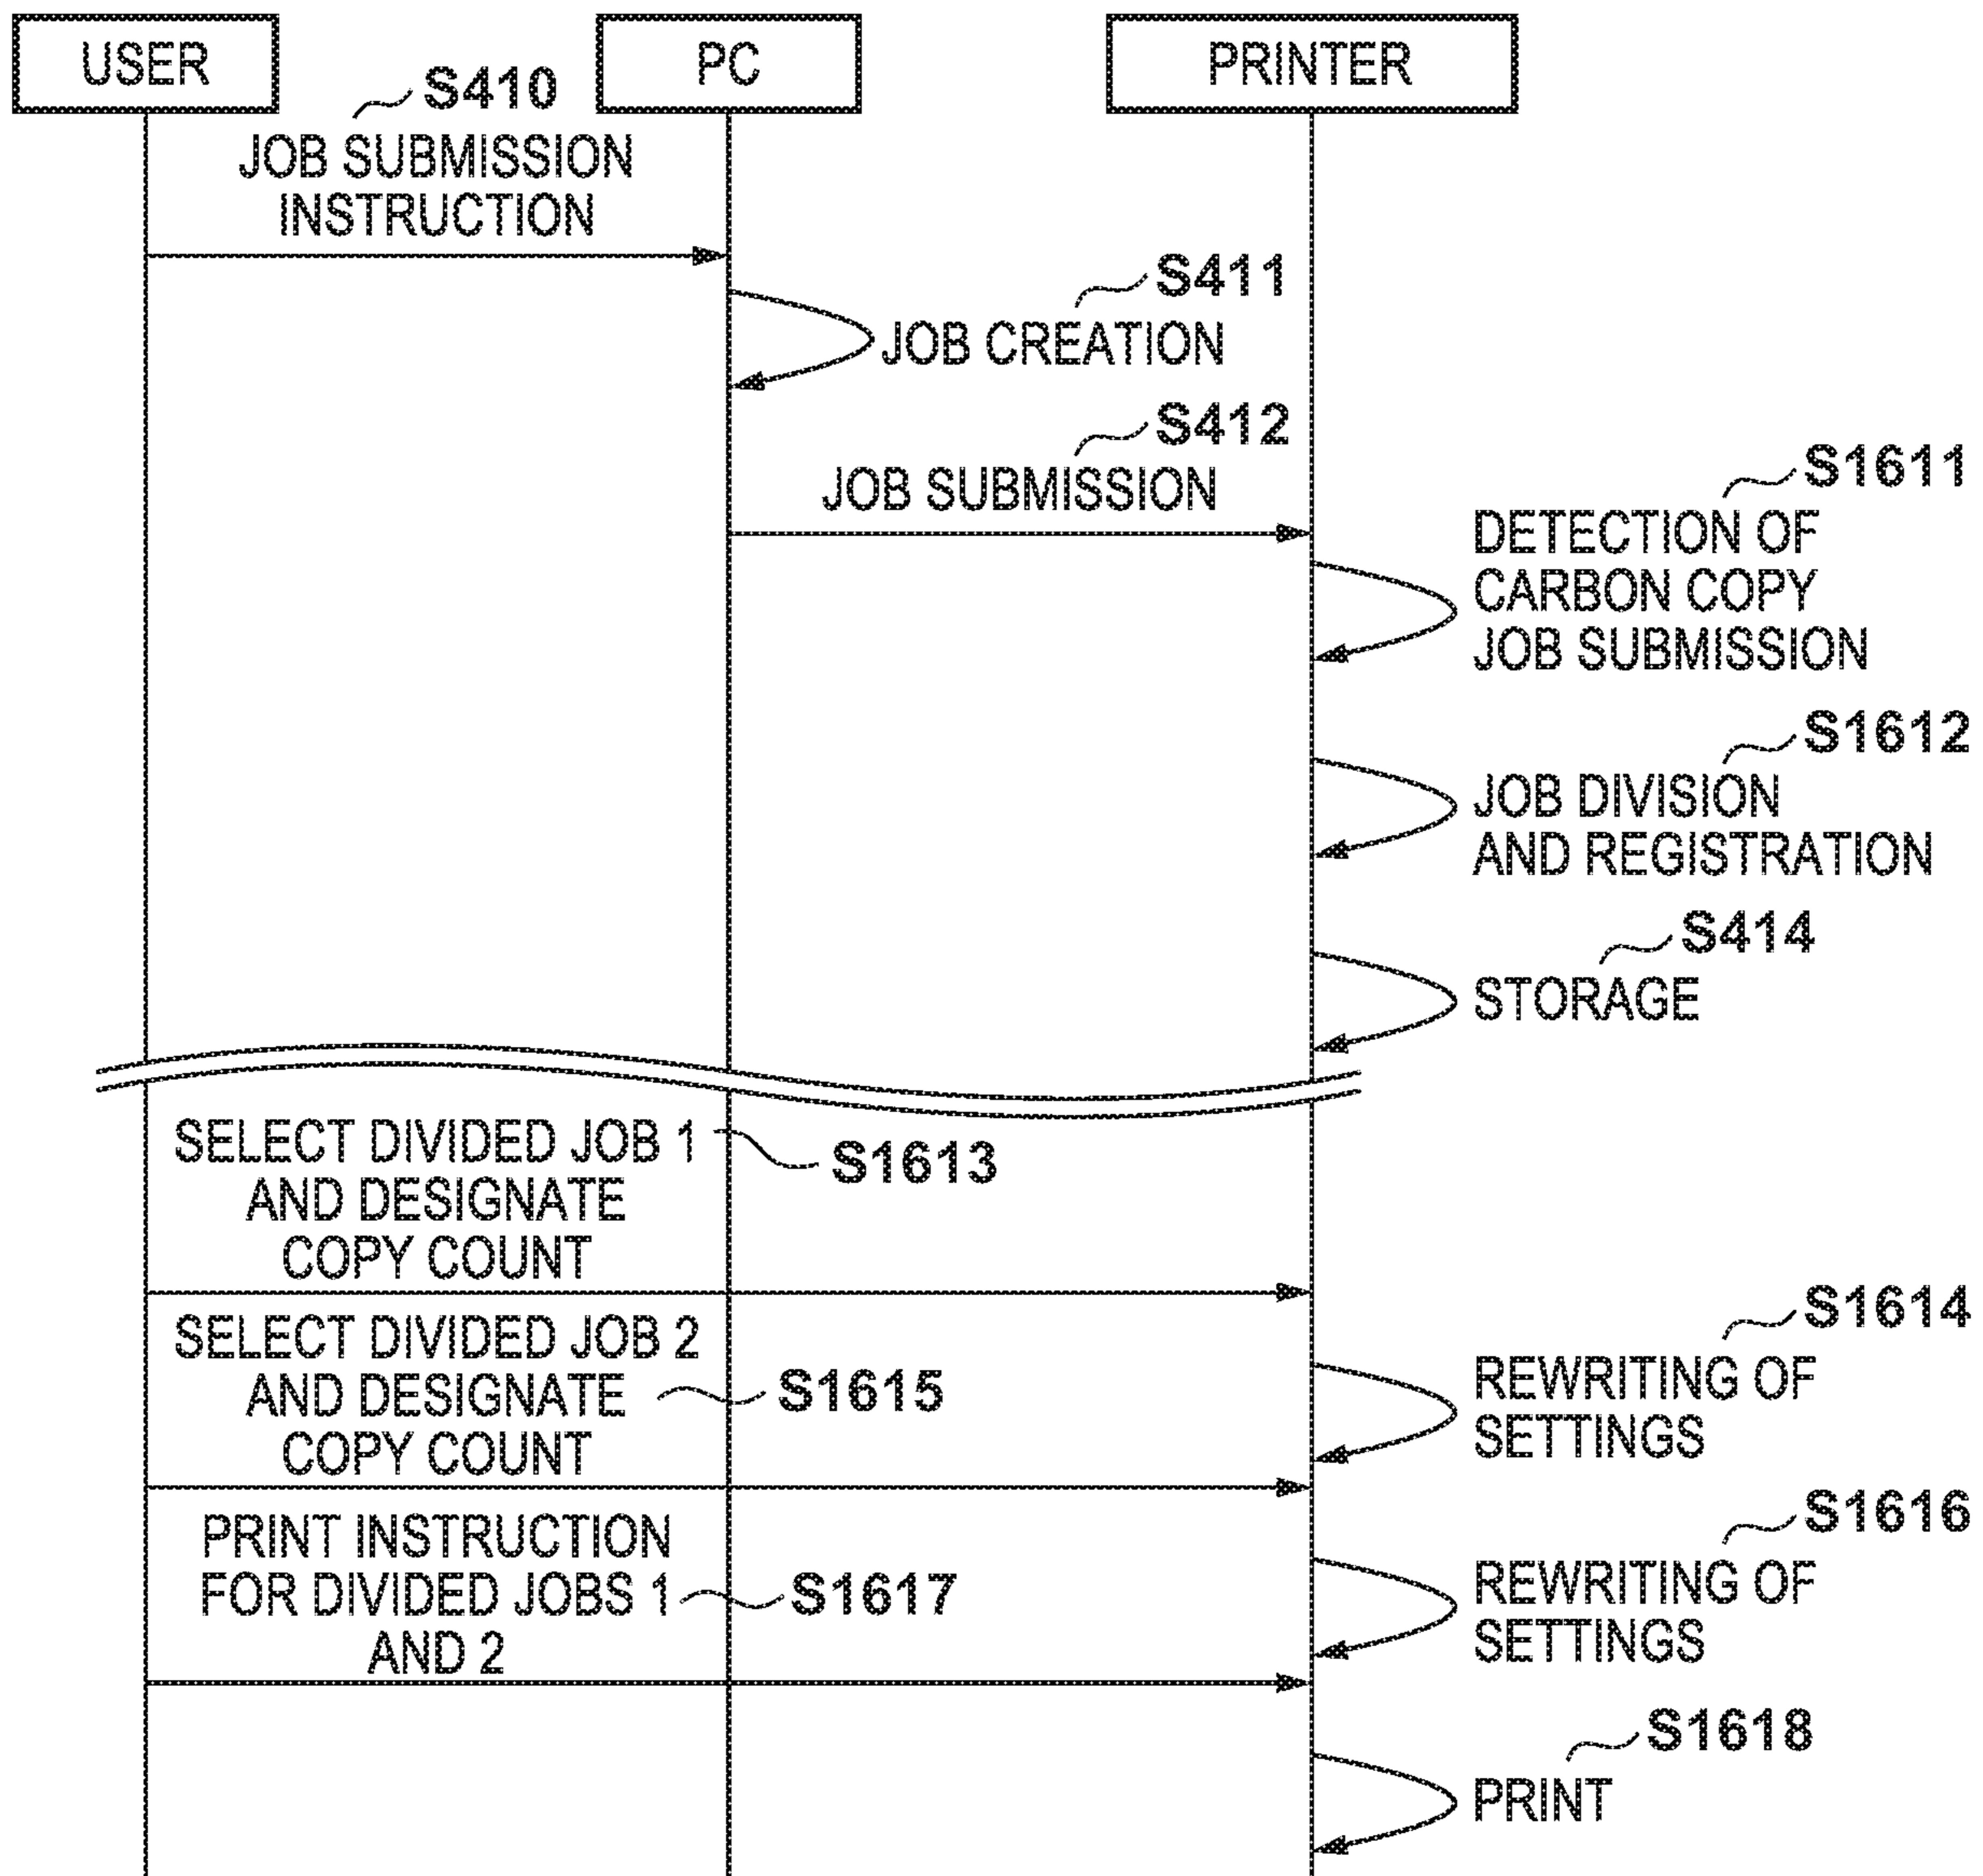 USER
PC
PRINTER
S410
JOB SUBMISSION
INSTRUCTION
S411
JOB CREATION
S412
JOB SUBMISSION
S1611
DETECTION OF
CARBON COPY
JOB SUBMISSION
S1612
JOB DIVISION
AND REGISTRATION
S414
STORAGE
SELECT DIVIDED JOB 1
AND DESIGNATE
COPY COUNT
S1613
S1614
REWRITING OF
SETTINGS
SELECT DIVIDED JOB 2
AND DESIGNATE
COPY COUNT
S1615
S1616
REWRITING OF
SETTINGS
PRINT INSTRUCTION
FOR DIVIDED JOBS 1
AND 2
S1617
S1618
PRINT